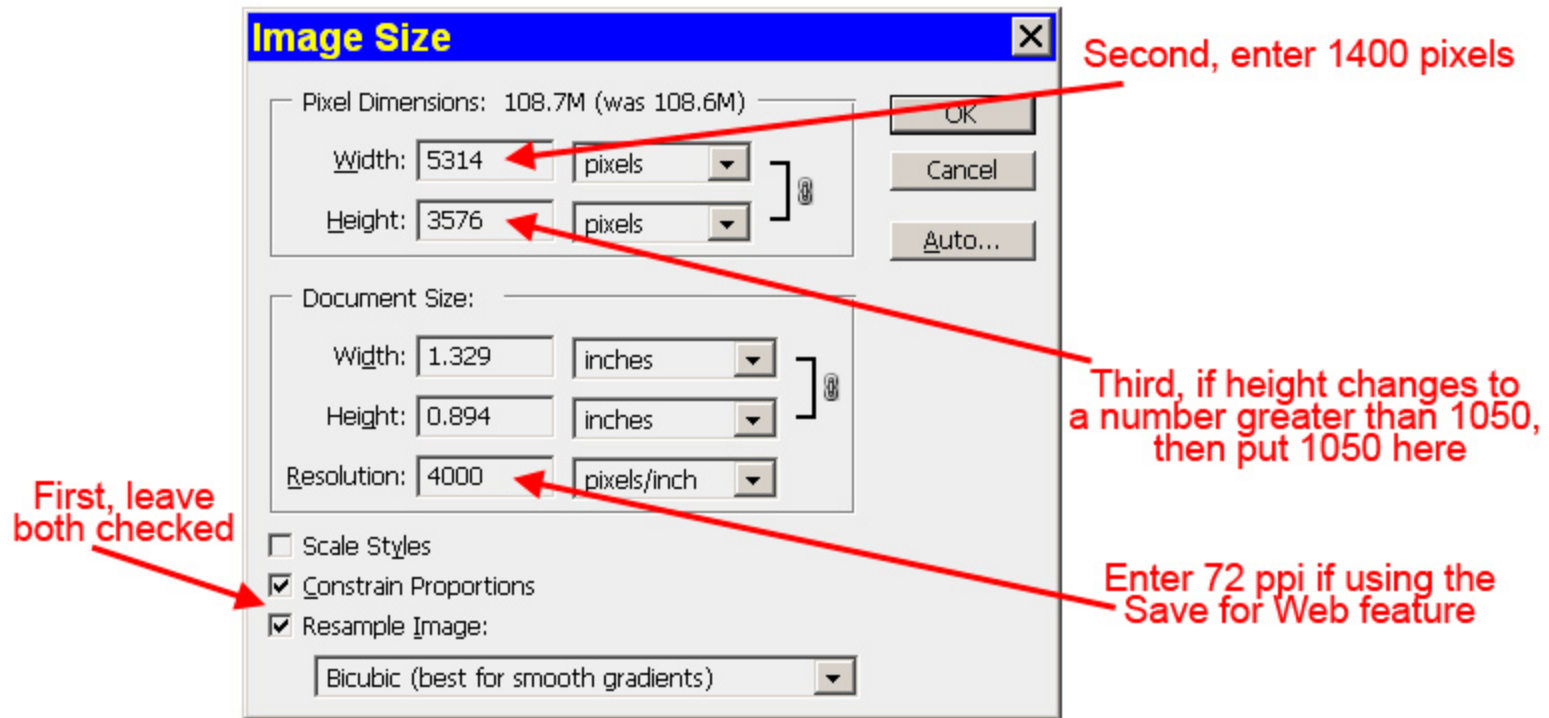 Image Size
Second, enter 1400 pixels
Pixel Dimensions: 108.7M (was 108.6M)
OK
Width: 5314 pixels
Cancel
Height: 3576 pixels
Auto...
Document Size:
Width: 1.329 inches
Height: 0.894 inches
Third, if height changes to
a number greater than 1050,
then put 1050 here
Resolution: 4000 pixels/inch
First, leave
both checked
Scale Styles
Constrain Proportions
Enter 72 ppi if using the
Save for Web feature
Resample Image:
Bicubic (best for smooth gradients)